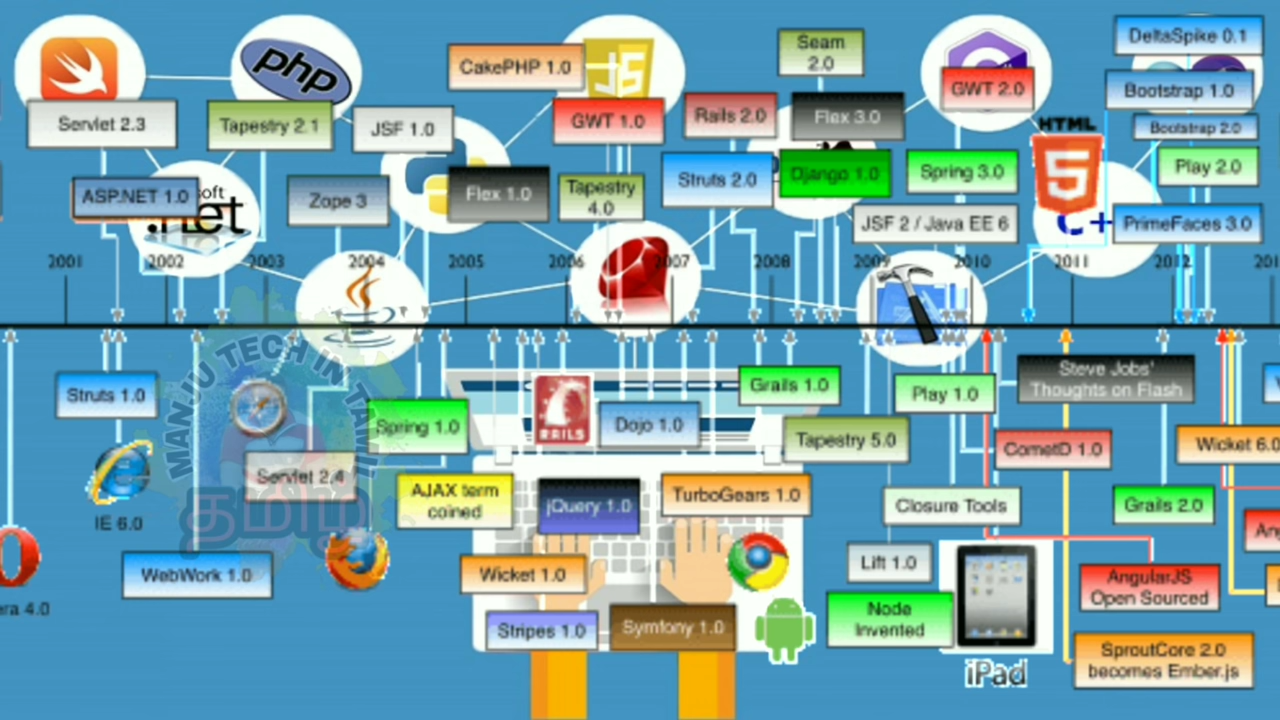 DeltaSpike 0.1
Seam
2.0
CakePHP 1.0
JS
php
GWT 2.0
Bootstrap 1.0
Servlet 2.3
Tapestry 2.1
JSF 1.0
GWT 1.0
Rails 2.0
Flex 3.0
HTML
5
Bootstrap 2.0
Play 2.0
ASP.NET 1.0
soft
.net
Zope 3
Flex 1.0
Tapestry
4.0
Struts 2.0
Django 1.0
Spring 3.0
JSF 2 / Java EE 6
C+
PrimeFaces 3.0
2001
2002
2003
2004
2005
2006
2007
2008
2009
2010
2011
2012
201
MANJU TECH IN TAMIL
தமிழ்
Struts 1.0
Spring 1.0
RAILS
Dojo 1.0
Grails 1.0
Play 1.0
Steve Jobs'
Thoughts on Flash
Tapestry 5.0
CometD 1.0
Wicket 6.0
IE 6.0
Servlet 2.4
AJAX term
coined
jQuery 1.0
TurboGears 1.0
Closure Tools
Grails 2.0
An
era 4.0
WebWork 1.0
Wicket 1.0
Lift 1.0
AngularJS
Open Sourced
Stripes 1.0
Symfony 1.0
Node
Invented
iPad
SproutCore 2.0
becomes Ember.js